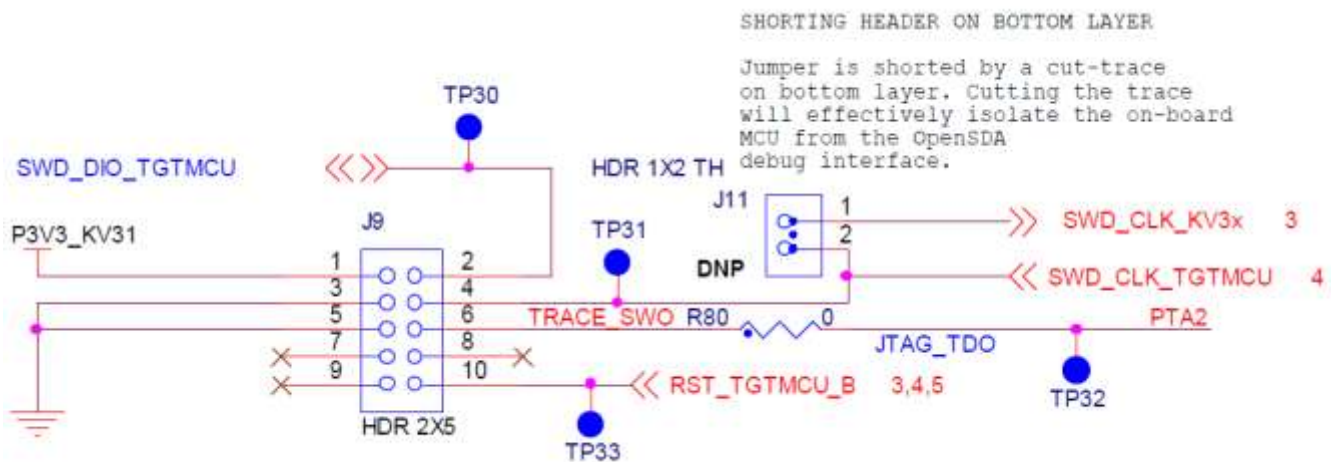 SHORTING HEADER ON BOTTOM LAYER
Jumper is shorted by a cut-trace
on bottom layer. Cutting the trace
will effectively isolate the on-board
MCU from the OpenSDA
debug interface.
TP30
SWD_DIO_TGTMCU
HDR 1X2 TH
J11
1
SWD_CLK_KV3x 3
2
P3V3_KV31
J9
TP31
DNP
SWD_CLK_TGTMCU 4
1 2
3 4
5 6
TRACE_SWO R80 0
PTA2
JTAG_TDO
7 8
9 10
RST_TGTMCU_B 3,4,5
TP32
HDR 2X5
TP33